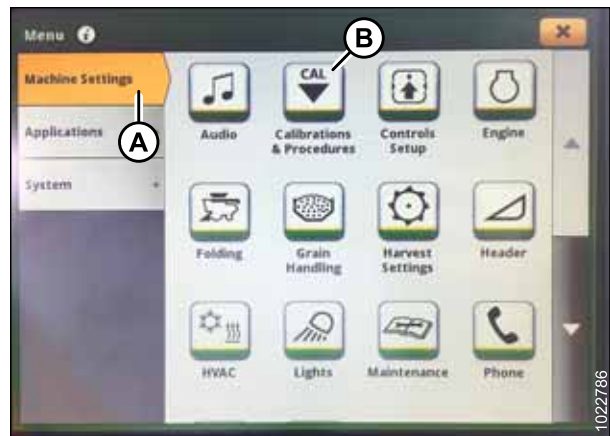 Menu i
B
Machine Settings
A
Applications
System +
CAL
Audio
Calibrations
& Procedures
Controls
Setup
Engine
Folding
Grain
Handling
Harvest
Settings
Header
HVAC
Lights
Maintenance
Phone
1022786